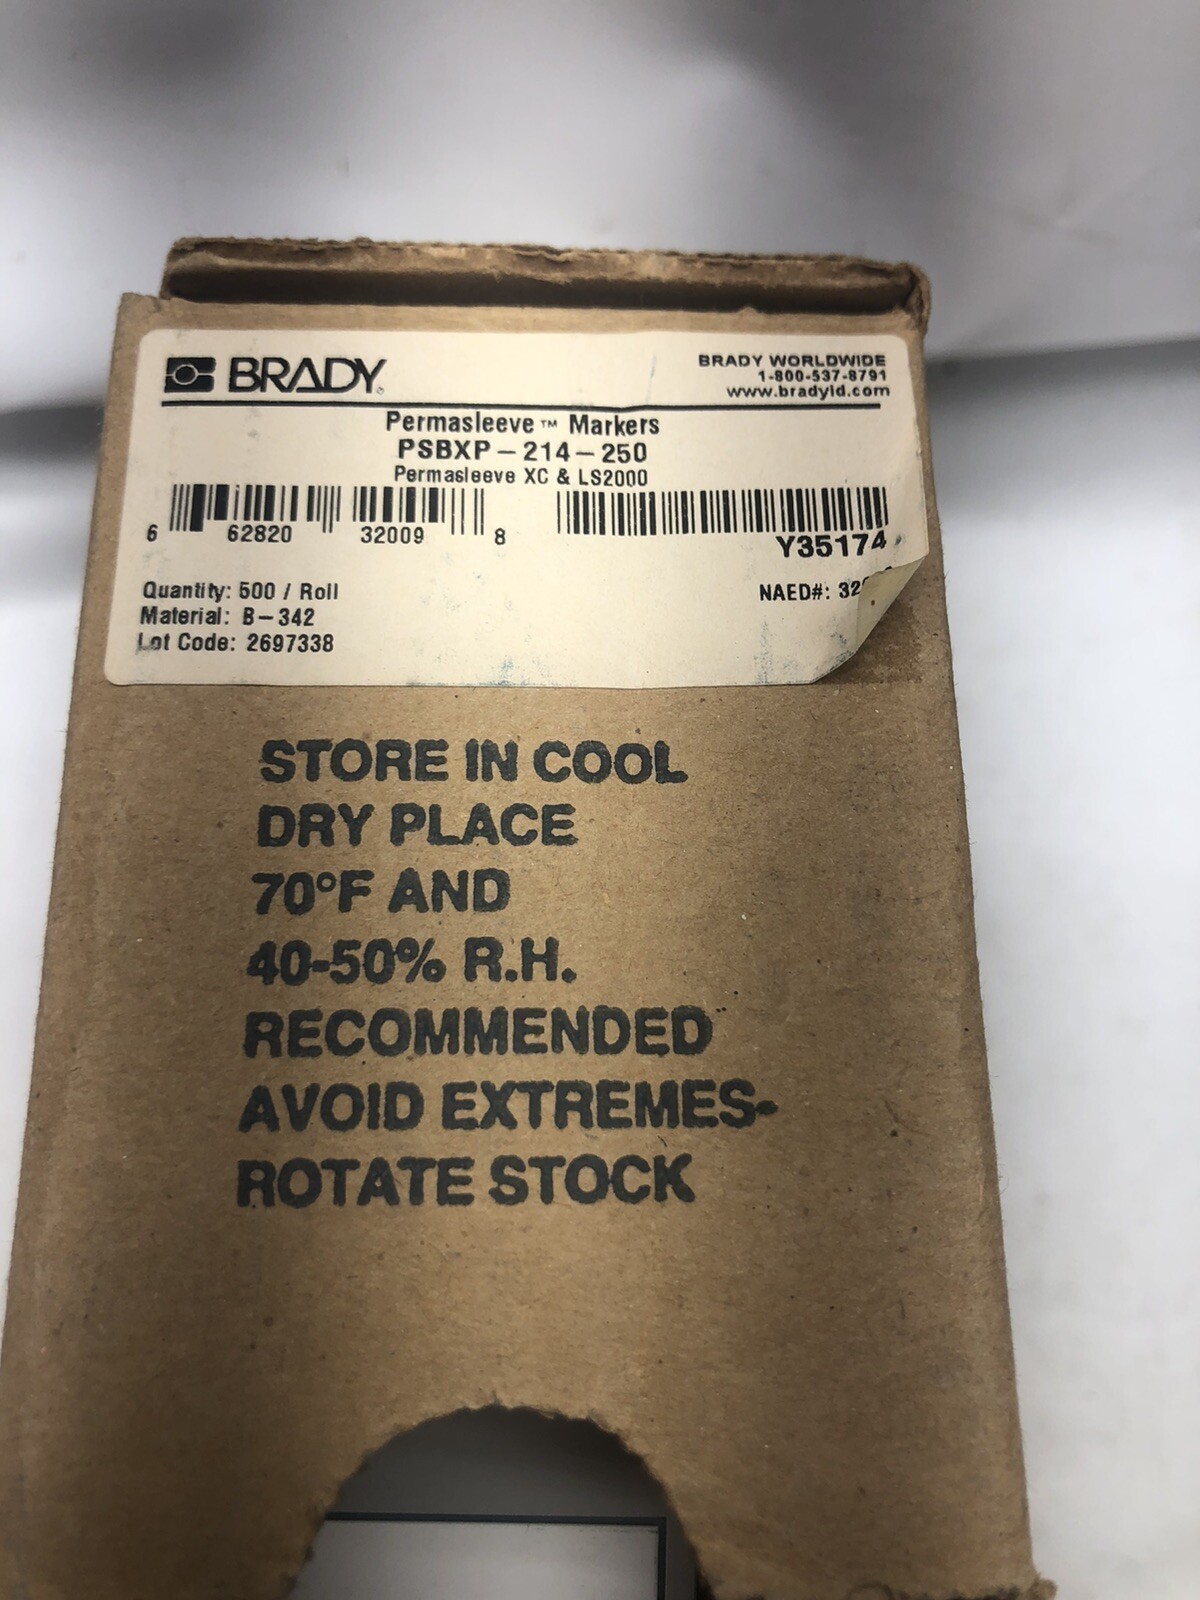 BRADY
BRADY WORLDWIDE
1-800-537-8791
www.bradyid.com
Permasleeve™ Markers
PSBXP-214-250
Permasleeve XC & LS2000
6 62820 32009 8
Y35174
Quantity: 500 / Roll
NAED#:
Material: B-342
Lot Code: 2697338
STORE IN COOL
DRY PLACE
70°F AND
40-50% R.H.
RECOMMENDED
AVOID EXTREMES-
ROTATE STOCK